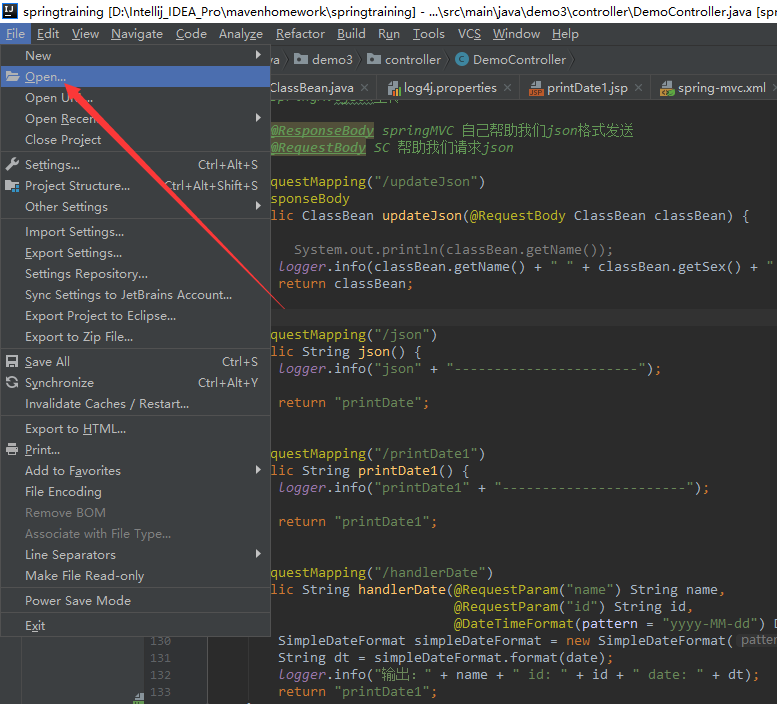 springtraining [D:\Intellij_IDEA_Pro\mavenhomework\springtraining] - ...\src\main\java\demo3\controller\DemoController.java [sp
File Edit View Navigate Code Analyze Refactor Build Run Tools VCS Window Help
demo3 controller DemoController
ClassBean.java log4j.properties printDate1.jsp spring-mvc.xml
New
Open...
Open Recen
Close Project
Settings... Ctrl+Alt+S
Project Structure... Ctrl+Alt+Shift+S
Other Settings
Import Settings...
Export Settings...
Settings Repository...
Sync Settings to JetBrains Account...
Export Project to Eclipse...
Export to Zip File...
Save All Ctrl+S
Synchronize Ctrl+Alt+Y
Invalidate Caches / Restart...
Export to HTML...
Print...
Add to Favorites
File Encoding
Remove BOM
Associate with File Type...
Line Separators
Make File Read-only
Power Save Mode
Exit
@ResponseBody springMVC 自己帮助我们json格式发送
@RequestBody SC 帮助我们请求json
questMapping("/updateJson")
sponseBody
lic ClassBean updateJson(@RequestBody ClassBean classBean) {
System.out.println(classBean.getName());
logger.info(classBean.getName() + " " + classBean.getSex() + "
return classBean;
questMapping("/json")
lic String json() {
logger.info("json" + "-----------------------");
return "printDate";
questMapping("/printDate1")
lic String printDate1() {
logger.info("printDate1" + "-----------------------");
return "printDate1";
questMapping("/handlerDate")
lic String handlerDate(@RequestParam("name") String name,
@RequestParam("id") String id,
@DateTimeFormat(pattern = "yyyy-MM-dd") D
130 SimpleDateFormat simpleDateFormat = new SimpleDateFormat( patter
131 String dt = simpleDateFormat.format(date);
132 logger.info("输出: " + name + " id: " + id + " date: " + dt);
133 return "printDate1";